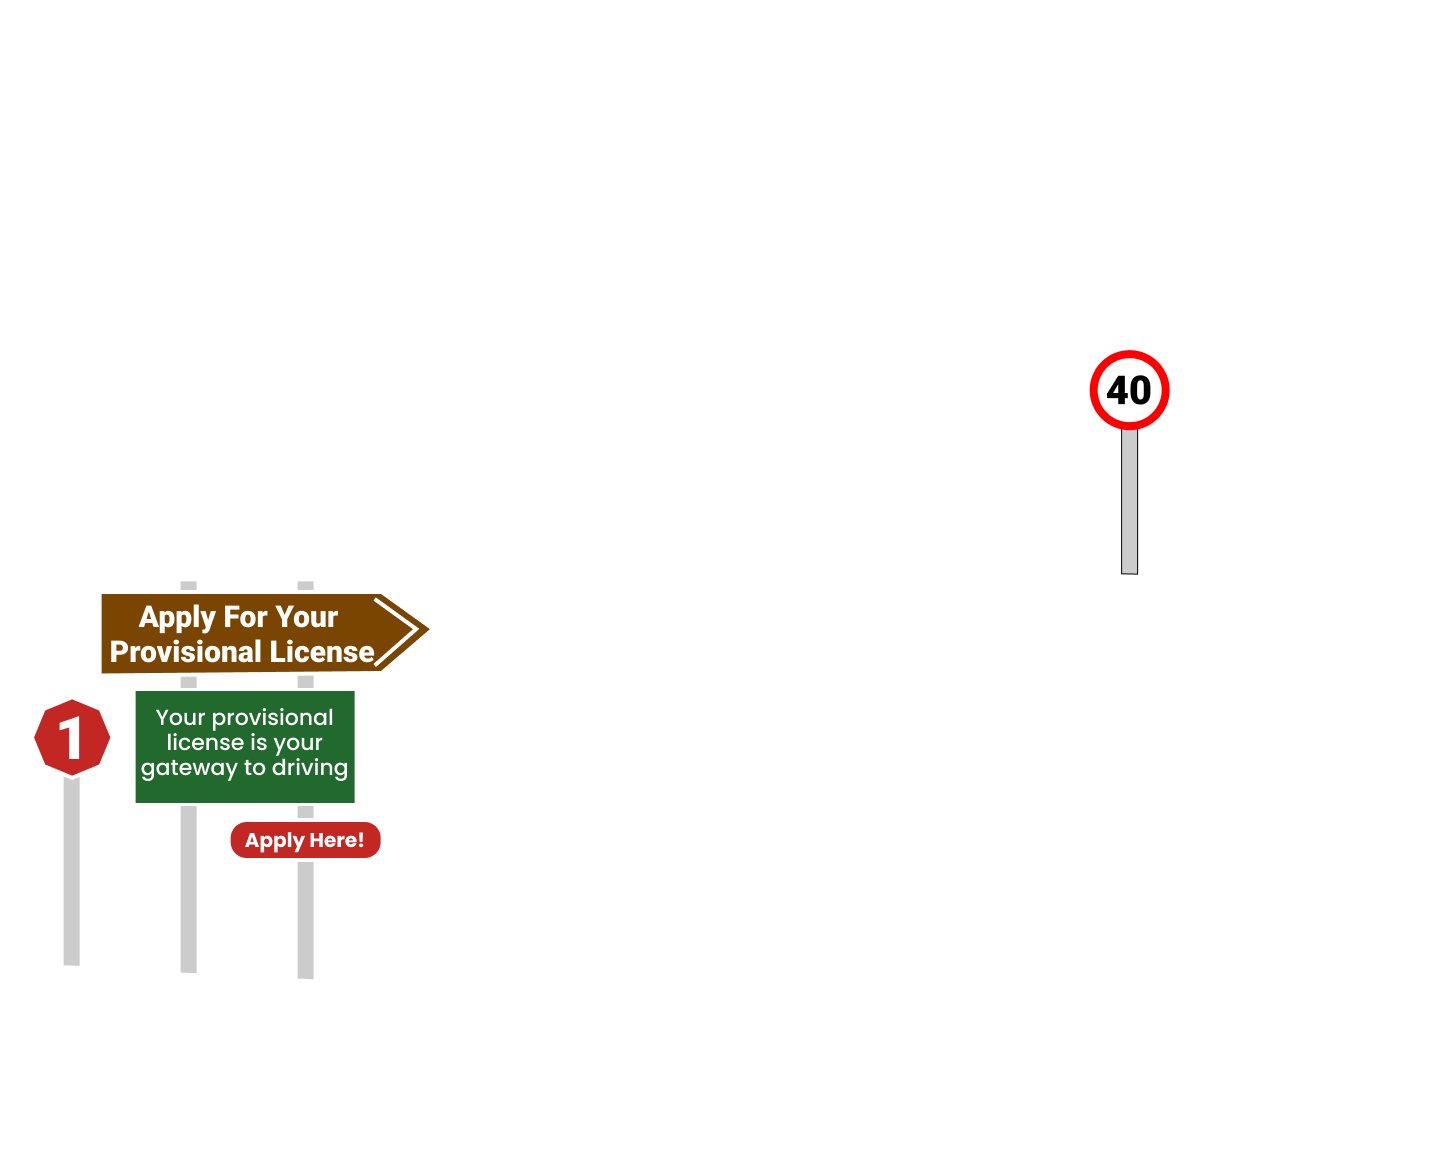 40
Apply For Your
Provisional License
1
Your provisional
license is your
gateway to driving
Apply Here!